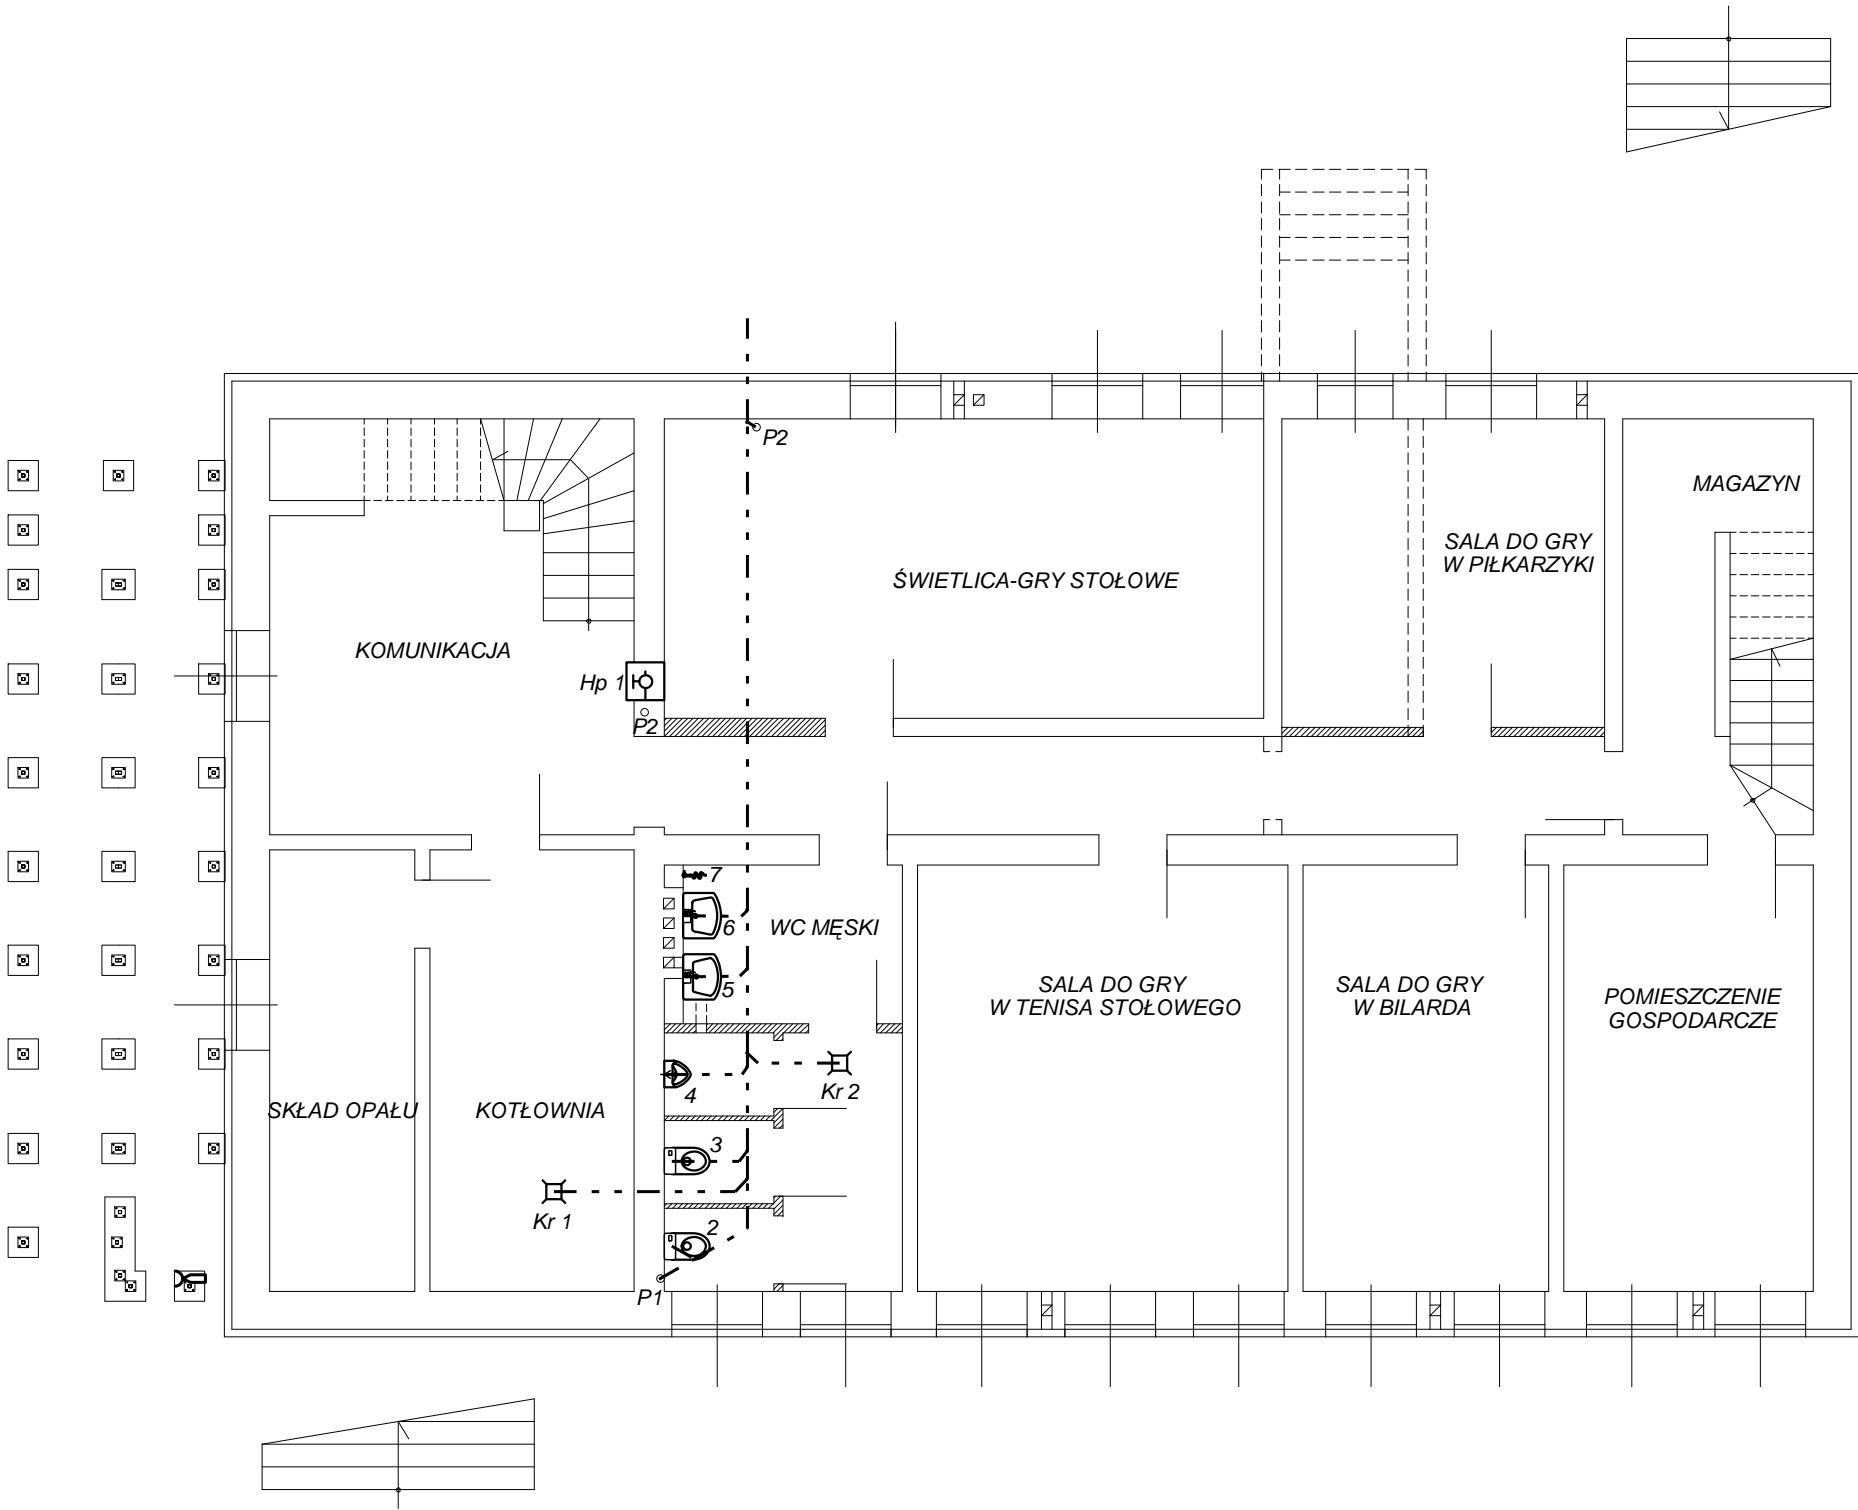 P2
MAGAZYN
SALA DO GRY
W PIŁKARZYKI
ŚWIETLICA-GRY STOŁOWE
KOMUNIKACJA
Hp 1
P2
7
6
WC MĘSKI
5
SALA DO GRY
W TENISA STOŁOWEGO
SALA DO GRY
W BILARDA
POMIESZCZENIE
GOSPODARCZE
4
Kr 2
SKŁAD OPAŁU
KOTŁOWNIA
3
Kr 1
2
P1